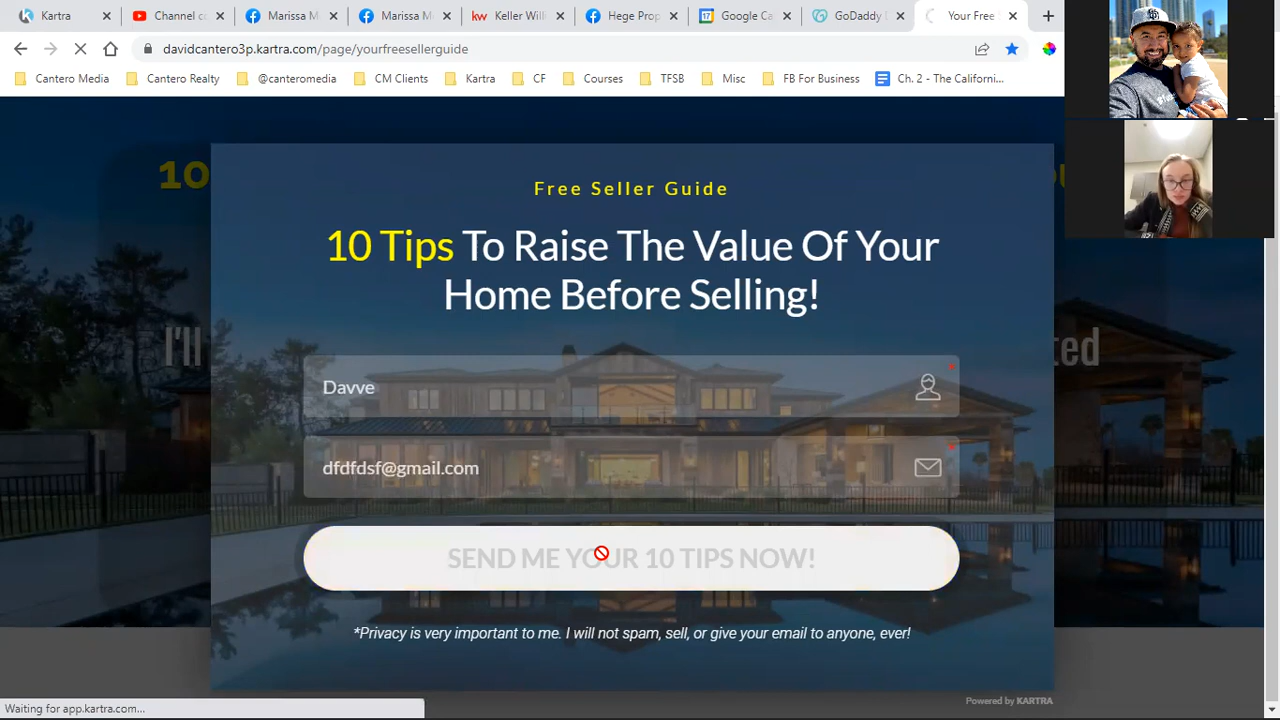 Kartra
Channel c
Marissa M
Marissa M
Keller Will
Hege Prop
Google Ca
GoDaddy
Your Free
davidcantero3p.kartra.com/page/yourfreesellerguide
Cantero Media
Cantero Realty
@canteromedia
CM Clients
Kartra
CF
Courses
TFSB
Misc
FB For Business
Ch. 2 - The Californi...
10
Free Seller Guide
10 Tips To Raise The Value Of Your
Home Before Selling!
I'll
ted
Davve
dfdfdsf@gmail.com
SEND ME YOUR 10 TIPS NOW!
*Privacy is very important to me. I will not spam, sell, or give your email to anyone, ever!
Powered by KARTRA
Waiting for app.kartra.com...